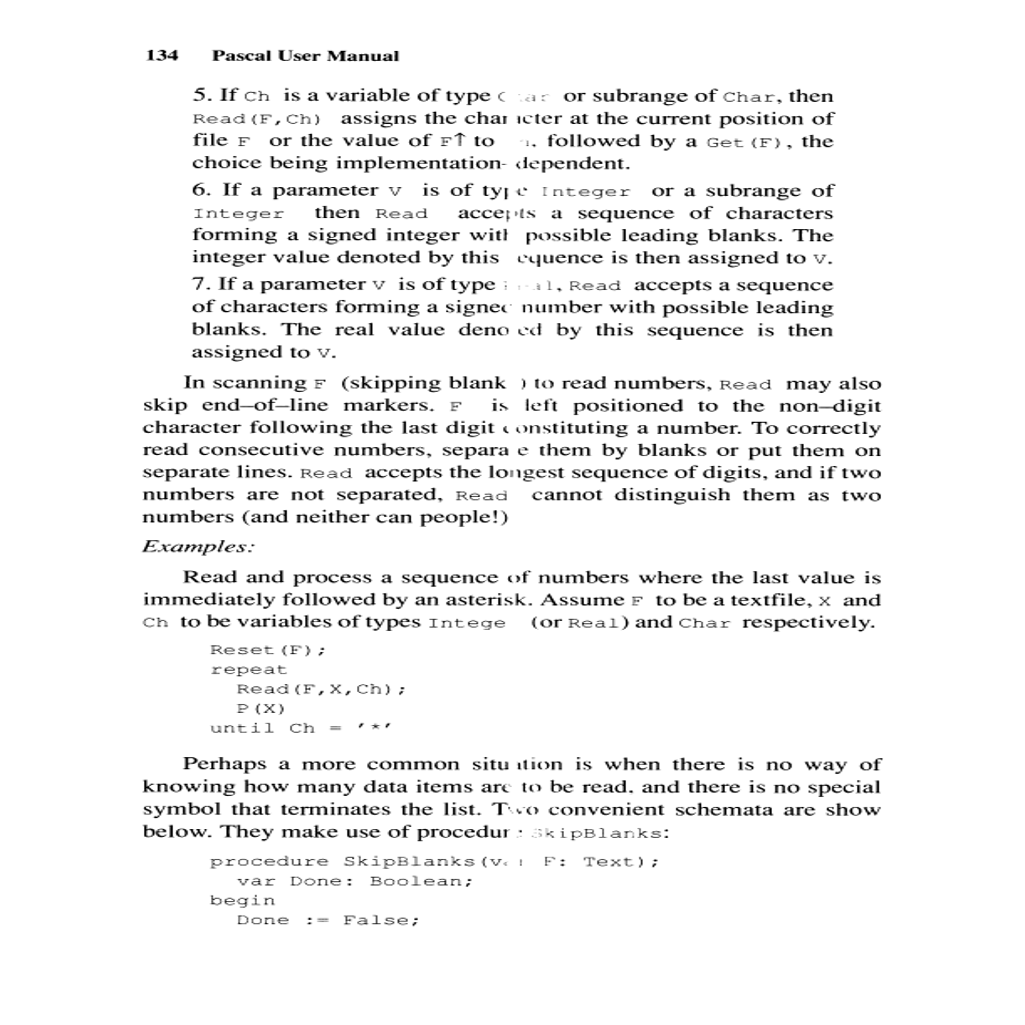 134 Pascal User Manual
5. If Ch is a variable of type Char or subrange of Char, then
Read(F,Ch) assigns the character at the current position of
file F or the value of F↑ to followed by a Get(F), the
choice being implementation-dependent.
6. If a parameter V is of type Integer or a subrange of
Integer then Read accepts a sequence of characters
forming a signed integer with possible leading blanks. The
integer value denoted by this sequence is then assigned to V.
7. If a parameter V is of type Real, Read accepts a sequence
of characters forming a signed number with possible leading
blanks. The real value denoted by this sequence is then
assigned to V.
In scanning F (skipping blanks) to read numbers, Read may also
skip end–of–line markers. F is left positioned to the non–digit
character following the last digit constituting a number. To correctly
read consecutive numbers, separate them by blanks or put them on
separate lines. Read accepts the longest sequence of digits, and if two
numbers are not separated, Read cannot distinguish them as two
numbers (and neither can people!)
Examples:
Read and process a sequence of numbers where the last value is
immediately followed by an asterisk. Assume F to be a textfile, X and
Ch to be variables of types Integer (or Real) and Char respectively.
Reset(F);
repeat
Read(F,X,Ch);
P(X)
until Ch = '*'
Perhaps a more common situation is when there is no way of
knowing how many data items are to be read, and there is no special
symbol that terminates the list. Two convenient schemata are show
below. They make use of procedure SkipBlanks:
procedure SkipBlanks(var F: Text);
var Done: Boolean;
begin
Done := False;